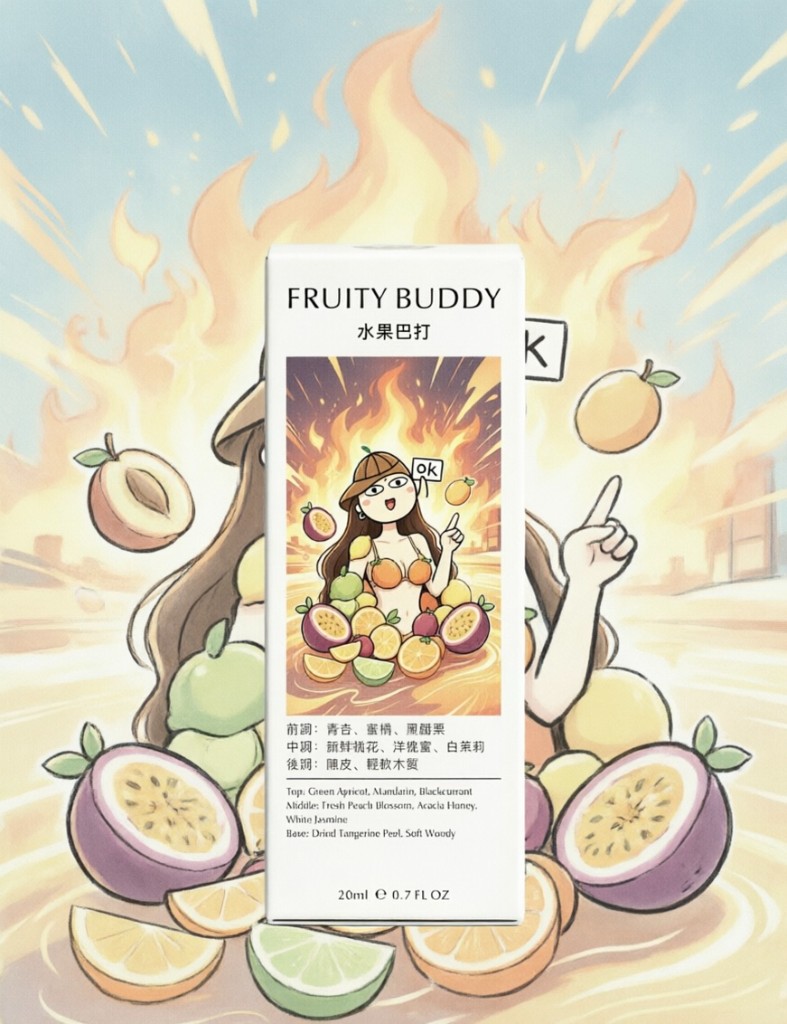 FRUITY BUDDY
水果巴打
K
OK
前調：青杏、蜜橘、黑醋栗
中調：新鮮桃花、洋槐蜜、白茉莉
後調：陳皮、輕軟木質
Top: Green Apricot, Mandarin, Blackcurrant
Middle: Fresh Peach Blossom, Acacia Honey,
White Jasmine
Base: Dried Tangerine Peel, Soft Woody
20ml ℮ 0.7 FL OZ